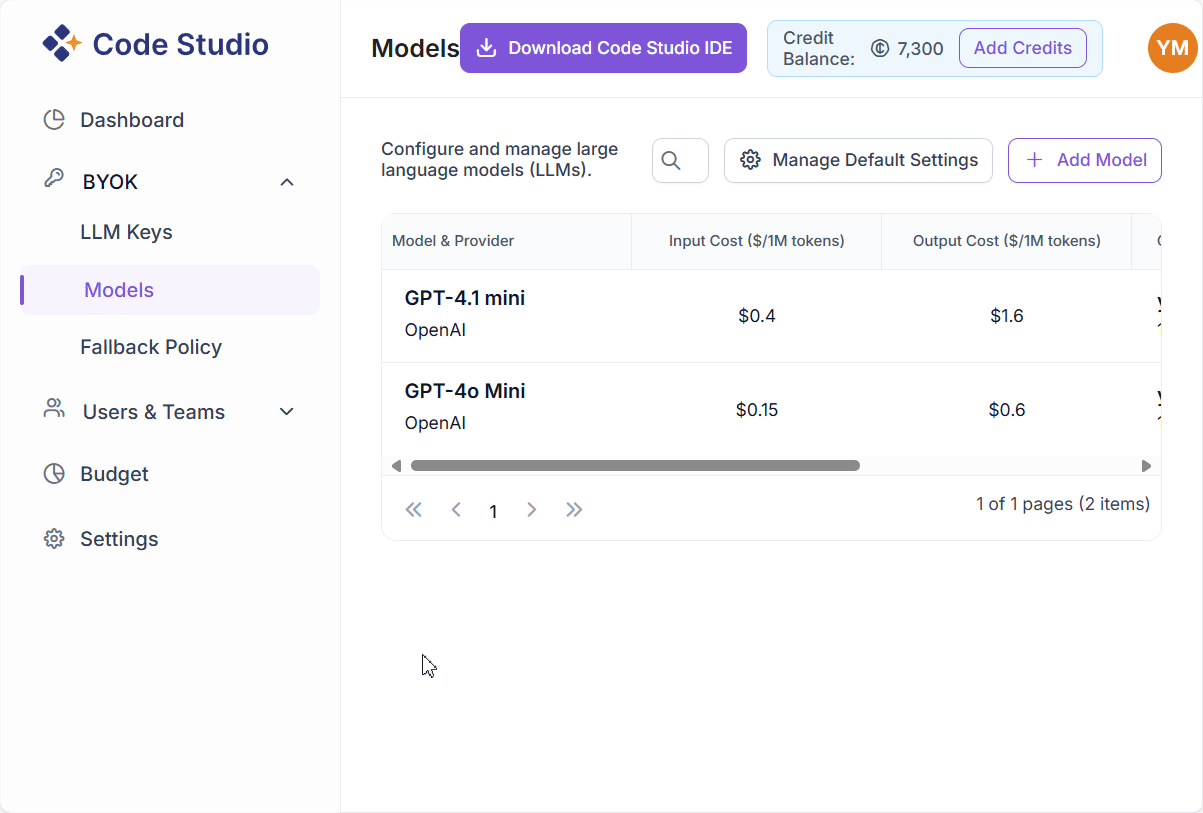 Code Studio
Dashboard
BYOK
LLM Keys
Models
Fallback Policy
Users & Teams
Budget
Settings
Models
Download Code Studio IDE
Credit
Balance:
7,300
Add Credits
YM
Configure and manage large
language models (LLMs).
Manage Default Settings
Add Model
Model & Provider
Input Cost ($/1M tokens)
Output Cost ($/1M tokens)
GPT-4.1 mini
OpenAI
$0.4
$1.6
GPT-4o Mini
OpenAI
$0.15
$0.6
1
1 of 1 pages (2 items)